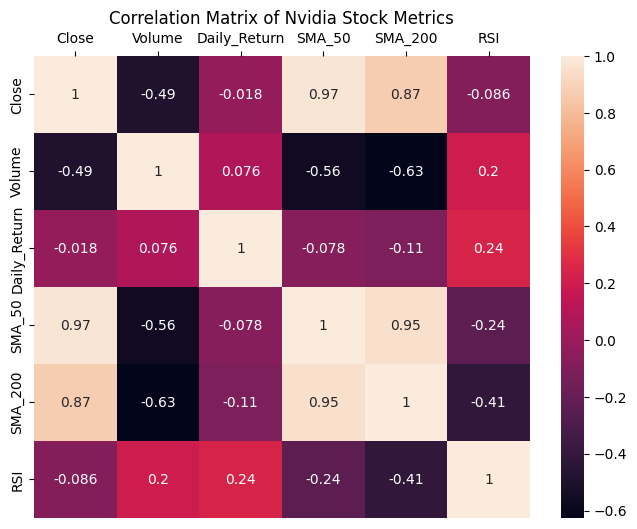 Correlation Matrix of Nvidia Stock Metrics
Close Volume Daily_Return SMA_50 SMA_200 RSI
Close 1 -0.49 -0.018 0.97 0.87 -0.086
Volume -0.49 1 0.076 -0.56 -0.63 0.2
Daily_Return -0.018 0.076 1 -0.078 -0.11 0.24
SMA_50 0.97 -0.56 -0.078 1 0.95 -0.24
SMA_200 0.87 -0.63 -0.11 0.95 1 -0.41
RSI -0.086 0.2 0.24 -0.24 -0.41 1
1.0
0.8
0.6
0.4
0.2
0.0
−0.2
−0.4
−0.6